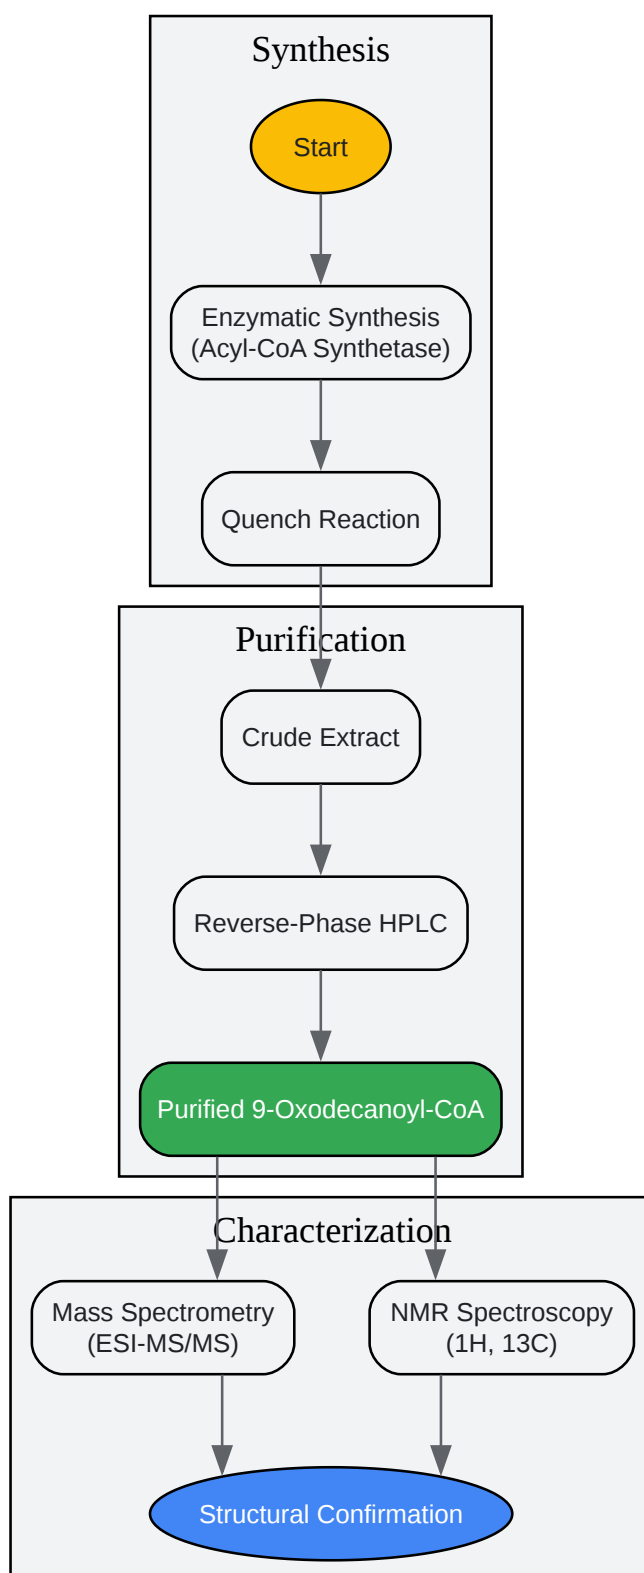 Synthesis
Start
Enzymatic Synthesis
(Acyl-CoA Synthetase)
Quench Reaction
Purification
Crude Extract
Reverse-Phase HPLC
Purified 9-Oxodecanoyl-CoA
Characterization
Mass Spectrometry
(ESI-MS/MS)
NMR Spectroscopy
(1H, 13C)
Structural Confirmation